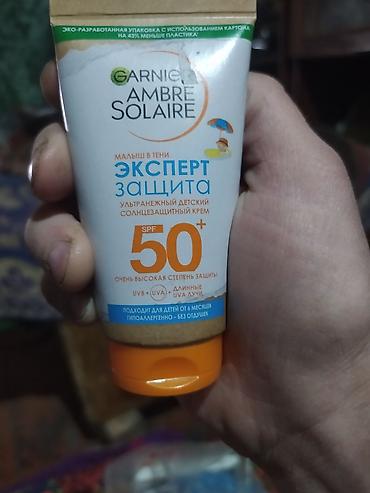 ЭКО-РАЗРАБОТАННАЯ УПАКОВКА С ИСПОЛЬЗОВАНИЕМ КАРТОНА
НА 45% МЕНЬШЕ ПЛАСТИКА
GARNIER
AMBRE
SOLAIRE
МАЛЫШ В ТЕНИ
ЭКСПЕРТ
защита
УЛЬТРАНЕЖНЫЙ ДЕТСКИЙ
СОЛНЦЕЗАЩИТНЫЙ КРЕМ
SPF
50+
ОЧЕНЬ ВЫСОКАЯ СТЕПЕНЬ ЗАЩИТЫ
UVB + UVA + ДЛИННЫЕ
UVA ЛУЧИ
ПОДХОДИТ ДЛЯ ДЕТЕЙ ОТ 6 МЕСЯЦЕВ
ГИПОАЛЛЕРГЕННО - БЕЗ ОТДУШЕК